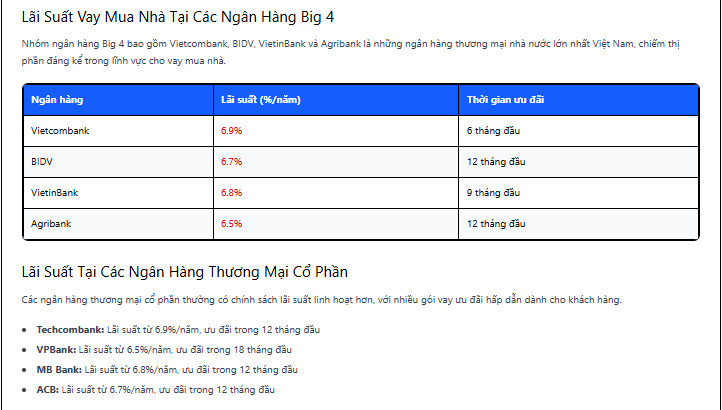 Lãi Suất Vay Mua Nhà Tại Các Ngân Hàng Big 4
Nhóm ngân hàng Big 4 bao gồm Vietcombank, BIDV, VietinBank và Agribank là những ngân hàng thương mại nhà nước lớn nhất Việt Nam, chiếm thị
phần đáng kể trong lĩnh vực cho vay mua nhà.
Ngân hàng Lãi suất (%/năm) Thời gian ưu đãi
Vietcombank 6.9% 6 tháng đầu
BIDV 6.7% 12 tháng đầu
VietinBank 6.8% 9 tháng đầu
Agribank 6.5% 12 tháng đầu
Lãi Suất Tại Các Ngân Hàng Thương Mại Cổ Phần
Các ngân hàng thương mại cổ phần thường có chính sách lãi suất linh hoạt hơn, với nhiều gói vay ưu đãi hấp dẫn dành cho khách hàng.
• Techcombank: Lãi suất từ 6.9%/năm, ưu đãi trong 12 tháng đầu
• VPBank: Lãi suất từ 6.5%/năm, ưu đãi trong 18 tháng đầu
• MB Bank: Lãi suất từ 6.8%/năm, ưu đãi trong 12 tháng đầu
• ACB: Lãi suất từ 6.7%/năm, ưu đãi trong 12 tháng đầu